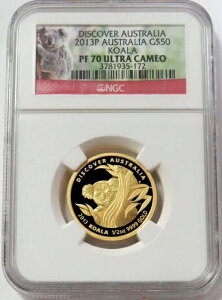 DISCOVER AUSTRALIA
2013P AUSTRALIA G$50
KOALA
PF 70 ULTRA CAMEO
3781935-172
NGC
DISCOVER AUSTRALIA
2013 KOALA 1/2oz 9999 GOLD